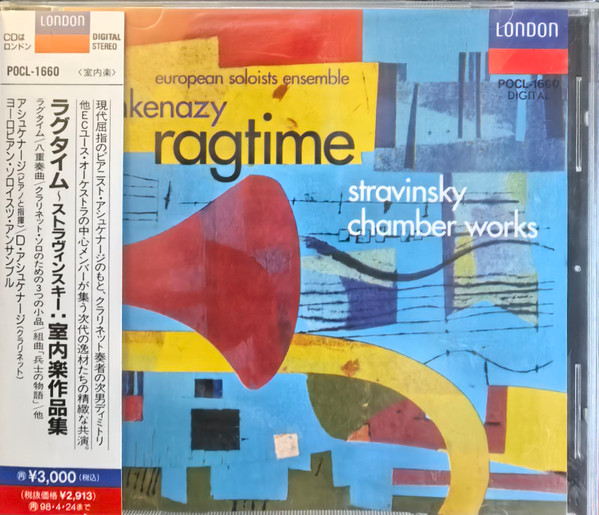 CDは
ロンドン
LONDON
DIGITAL
STEREO
POCL-1660
〈室内楽〉
現代屈指のピアニスト・アシュケナージのもと、クラリネット奏者の次男ディミトリ
他ECユース・オーケストラの中心メンバーが集う次代の逸材たちの精緻な共演。
ラグタイム〜ストラヴィンスキー:室内楽作品集
ラグタイム/八重奏曲/クラリネット・ソロのための3つの小品/組曲「兵士の物語」/他
アシュケナージ(ピアノと指揮)/D・アシュケナージ(クラリネット)
ヨーロピアン・ソロイスツ・アンサンブル
再 ¥3,000(税込)
(税抜価格¥2,913)
再 98・4・24まで
LONDON
POCL-1660
DIGITAL
european soloists ensemble
kenazy
ragtime
stravinsky
chamber works